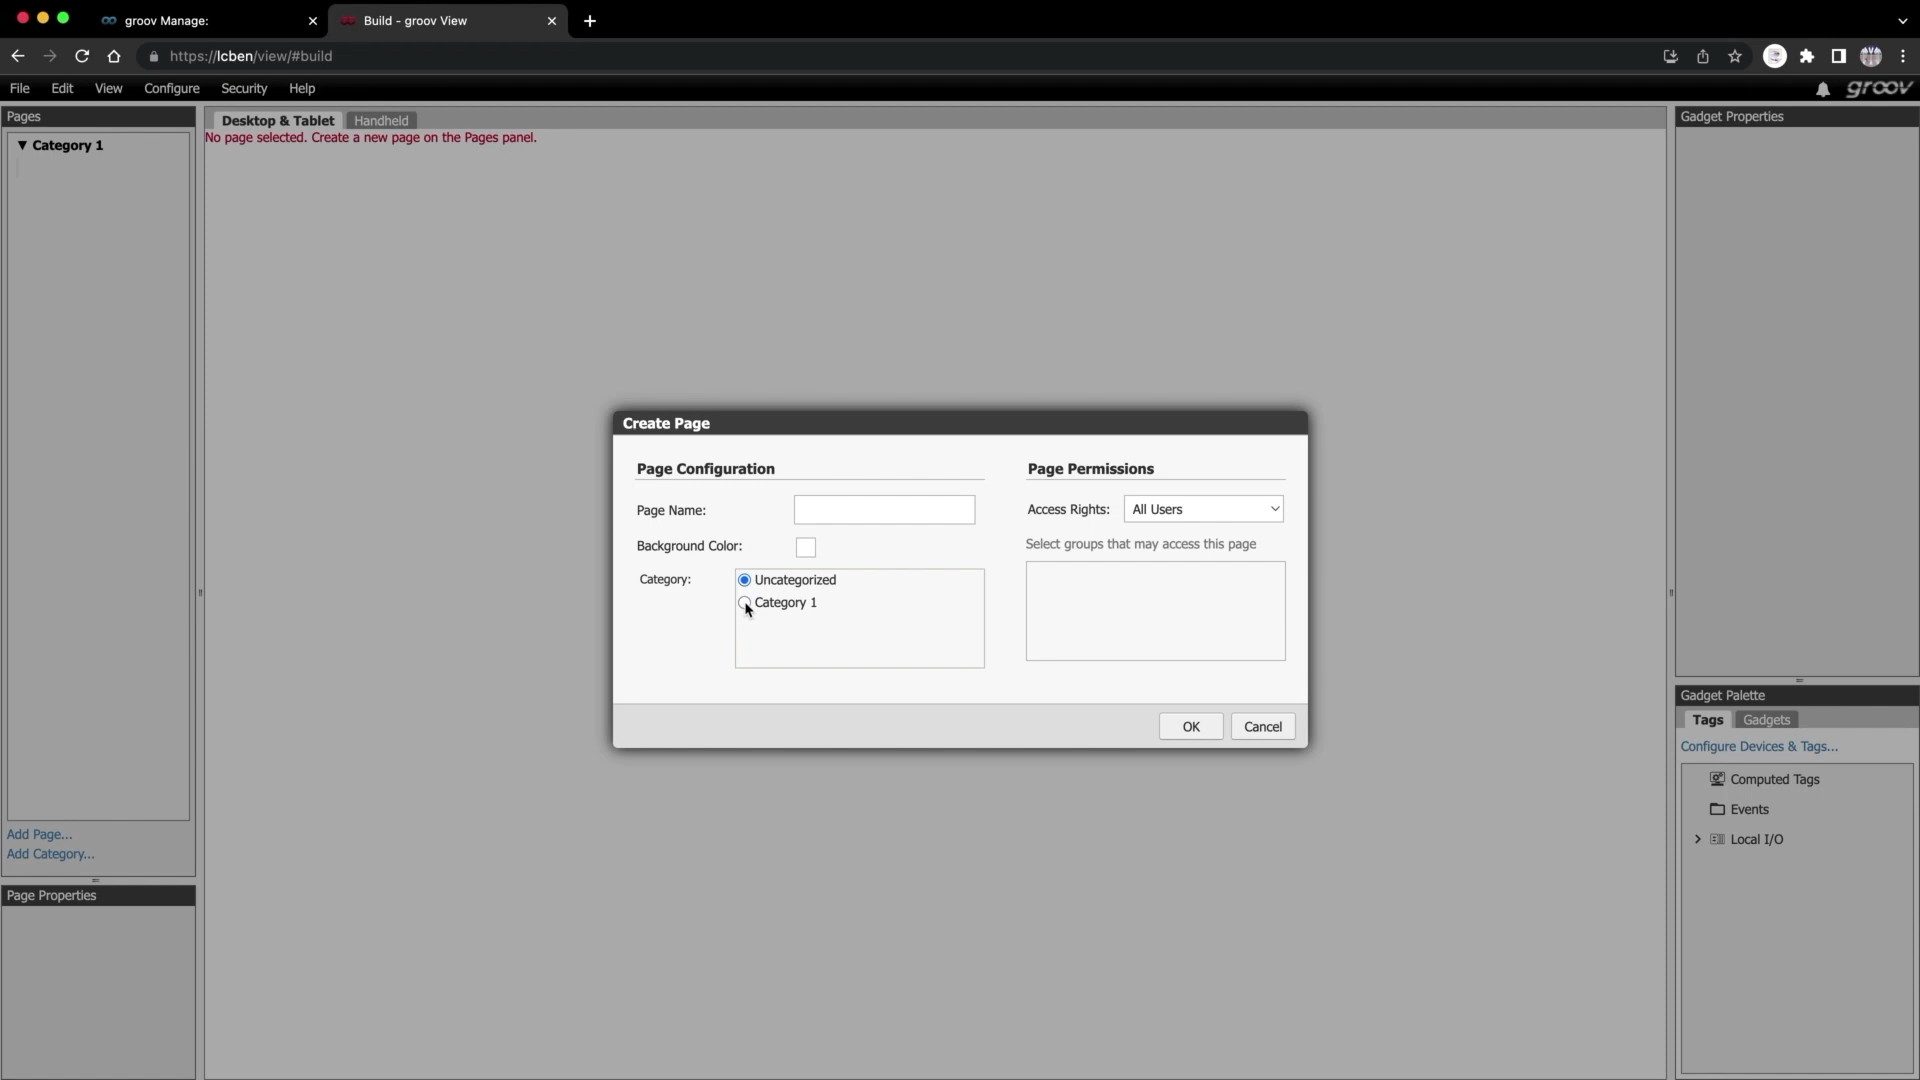 groov Manage:
Build - groov View
https://lcben/view/#build
File Edit View Configure Security Help
groov
Pages
Category 1
Add Page...
Add Category...
Page Properties
Desktop & Tablet Handheld
No page selected. Create a new page on the Pages panel.
Create Page
Page Configuration
Page Name:
Background Color:
Category:
Uncategorized
Category 1
Page Permissions
Access Rights: All Users
Select groups that may access this page
OK Cancel
Gadget Properties
Gadget Palette
Tags Gadgets
Configure Devices & Tags...
Computed Tags
Events
Local I/O